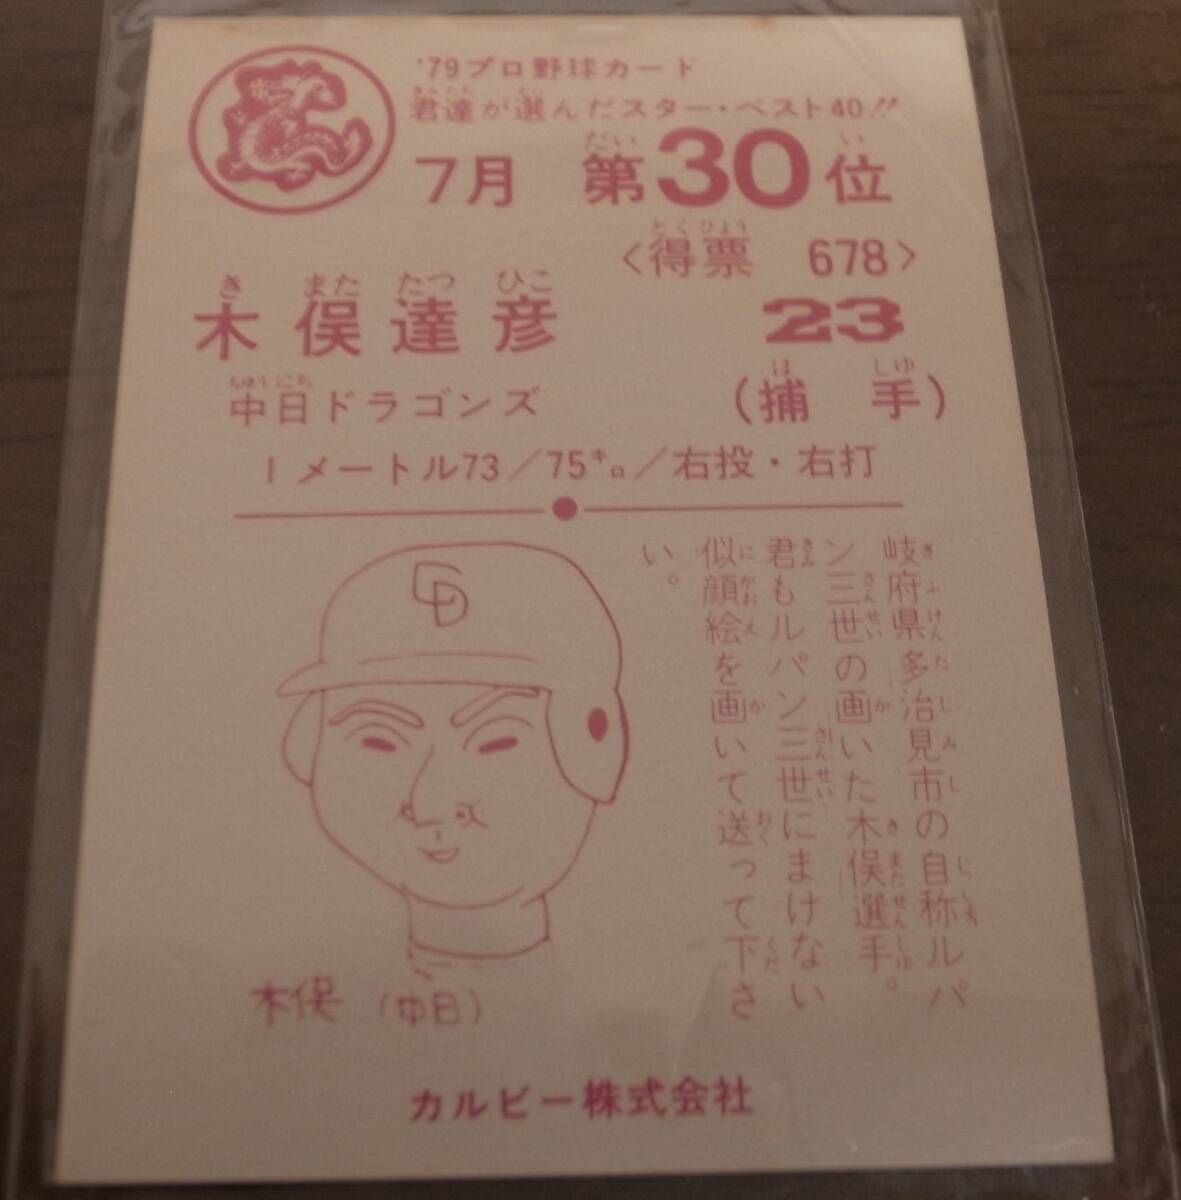 '79プロ野球カード
君達が選んだスター・ベスト40!!
7月 第30位
<得票 678>
木俣達彦 23
中日ドラゴンズ (捕手)
1メートル73/75キロ/右投・右打
岐府県多治見市の自称ルパ
ン三世の画いた木俣選手。
君もルパン三世にまけない
似顔絵を画いて送って下さ
い。
CD
木俣 (中日)
カルビー株式会社